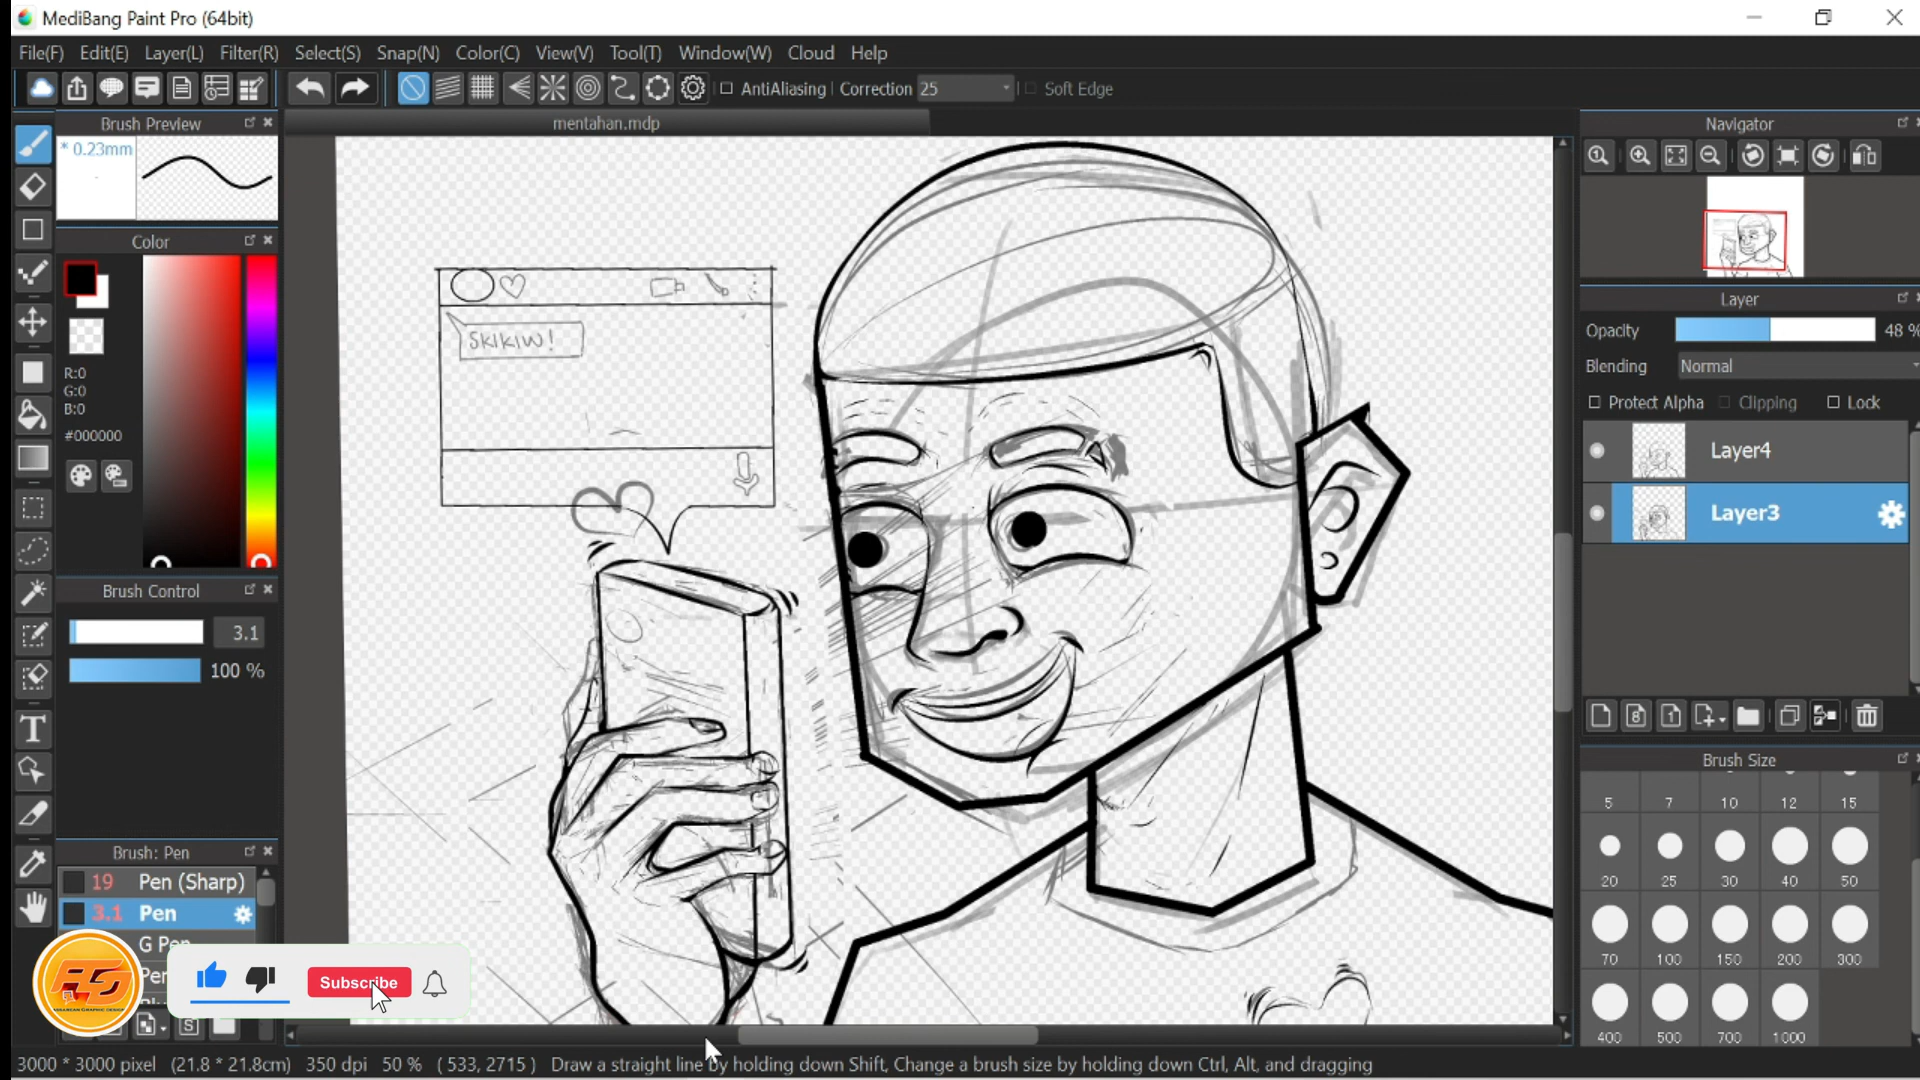 MediBang Paint Pro (64bit)
File(F) Edit(E) Layer(L) Filter(R) Select(S) Snap(N) Color(C) View(V) Tool(T) Window(W) Cloud Help
AntiAliasing Correction 25 Soft Edge
Brush Preview
mentahan.mdp
Navigator
* 0.23mm
Color
R:0
G:0
B:0
#000000
SKIKIW!
Layer
Opacity 48 %
Blending Normal
Protect Alpha Clipping Lock
Layer4
Layer3
Brush Control
3.1
100 %
Brush Size
5 7 10 12 15
20 25 30 40 50
70 100 150 200 300
400 500 700 1000
Brush: Pen
19 Pen (Sharp)
3.1 Pen
G Pen
Subscribe
3000 * 3000 pixel (21.8 * 21.8cm) 350 dpi 50 % ( 533, 2715 ) Draw a straight line by holding down Shift, Change a brush size by holding down Ctrl, Alt, and dragging